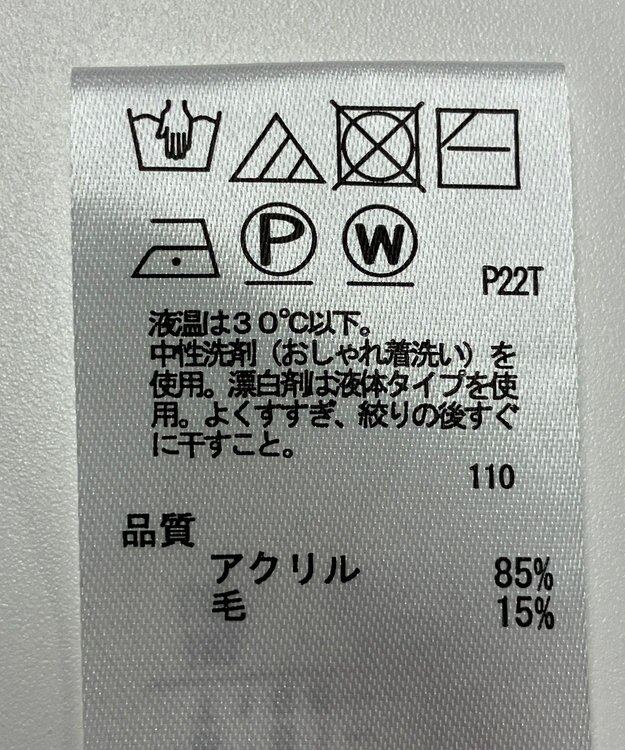 P W
P22T
液温は30℃以下。
中性洗剤（おしゃれ着洗い）を
使用。漂白剤は液体タイプを使
用。よくすすぎ、絞りの後すぐ
に干すこと。
110
品質
アクリル 85%
毛 15%